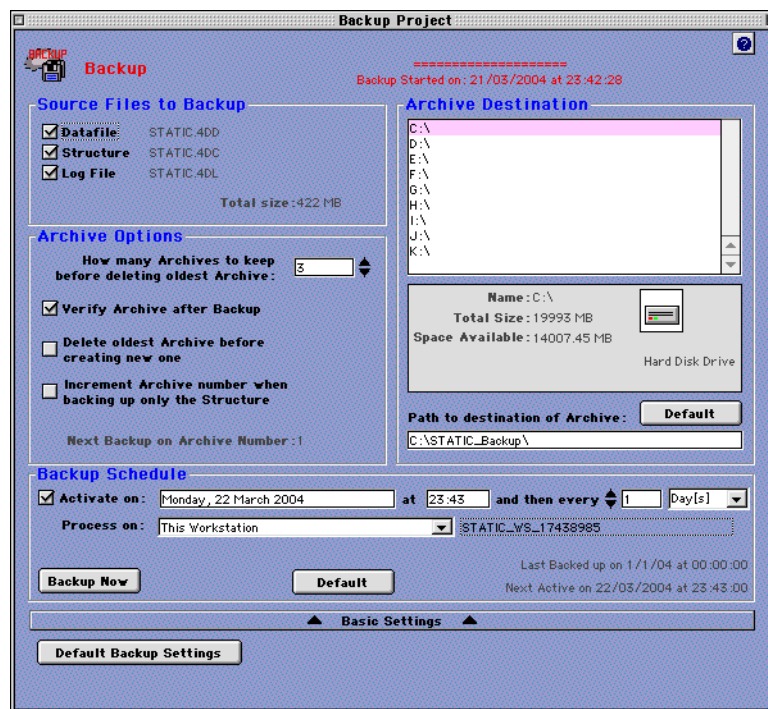 Backup Project
BACKUP
Backup
====================
Backup Started on: 21/03/2004 at 23:42:28
Source Files to Backup
Datafile STATIC.4DD
Structure STATIC.4DC
Log File STATIC.4DL
Total size:422 MB
Archive Options
How many Archives to keep
before deleting oldest Archive: 3
Verify Archive after Backup
Delete oldest Archive before
creating new one
Increment Archive number when
backing up only the Structure
Next Backup on Archive Number:1
Archive Destination
C:\
D:\
E:\
F:\
G:\
H:\
I:\
J:\
K:\
Name:C:\
Total Size:19993 MB
Space Available:14007.45 MB
Hard Disk Drive
Path to destination of Archive: Default
C:\STATIC_Backup\
Backup Schedule
Activate on: Monday, 22 March 2004 at 23:43 and then every 1 Day[s]
Process on: This Workstation STATIC_WS_17438985
Last Backed up on 1/1/04 at 00:00:00
Backup Now Default Next Active on 22/03/2004 at 23:43:00
Basic Settings
Default Backup Settings